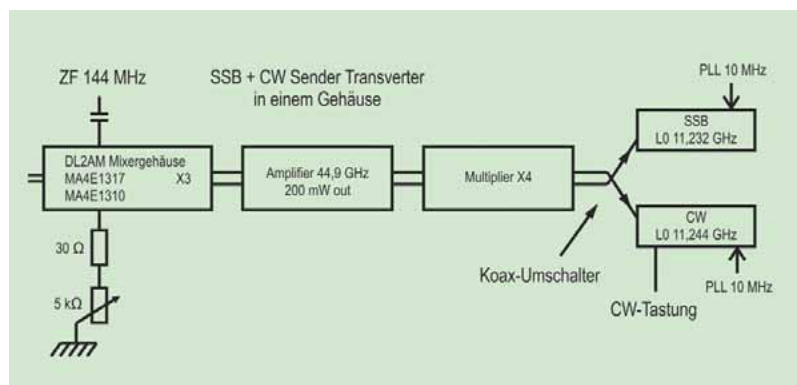 ZF 144 MHz
SSB + CW Sender Transverter
in einem Gehäuse
PLL 10 MHz
SSB
L0 11,232 GHz
DL2AM Mixergehäuse
MA4E1317 X3
MA4E1310
Amplifier 44,9 GHz
200 mW out
Multiplier X4
CW
L0 11,244 GHz
30 Ω
Koax-Umschalter
PLL 10 MHz
5 kΩ
CW-Tastung